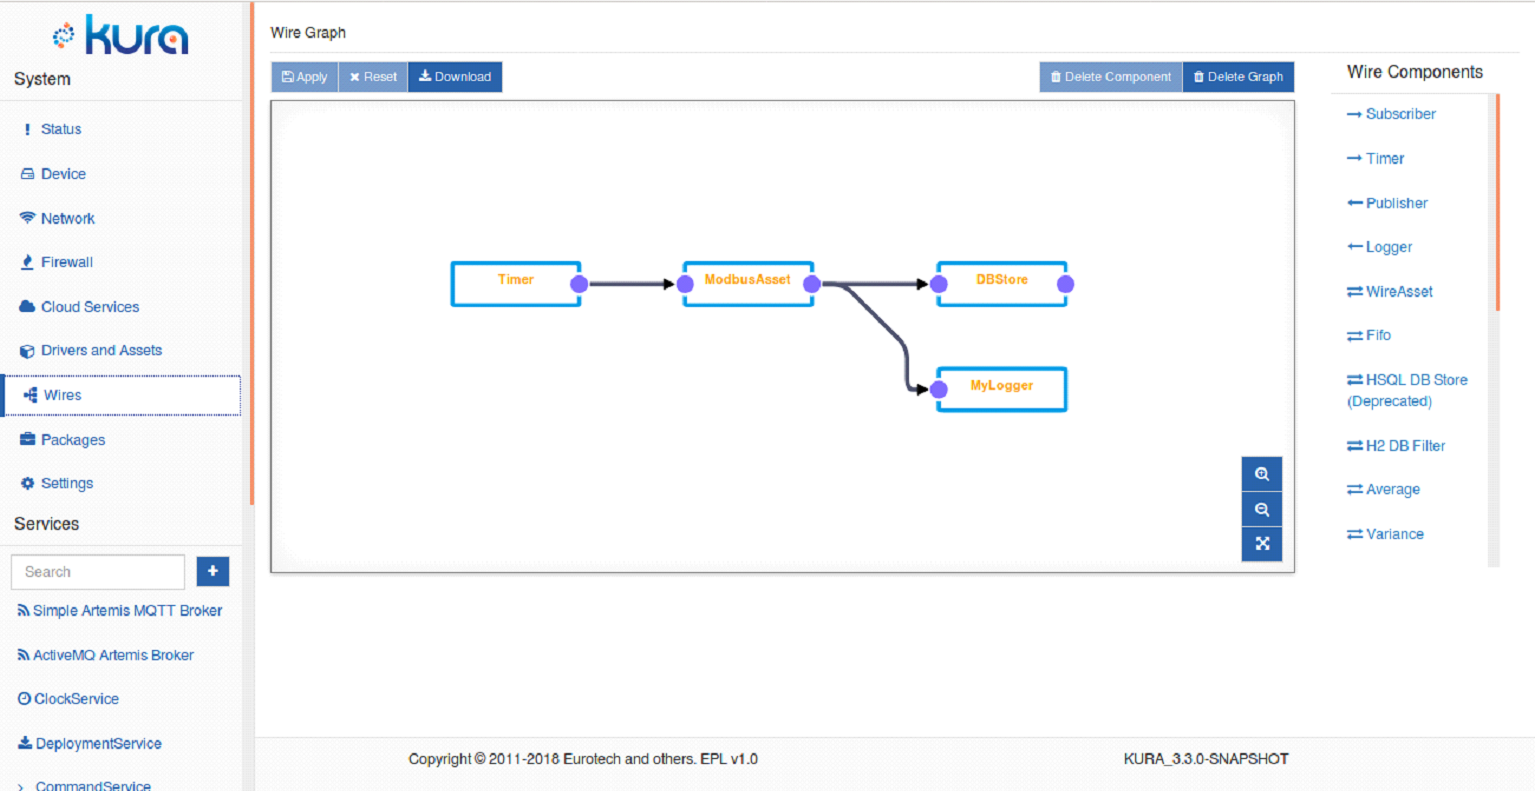 kura
System
Status
Device
Network
Firewall
Cloud Services
Drivers and Assets
Wires
Packages
Settings
Services
Search
+
Simple Artemis MQTT Broker
ActiveMQ Artemis Broker
ClockService
DeploymentService
CommandService
Wire Graph
Apply
Reset
Download
Delete Component
Delete Graph
Timer
ModbusAsset
DBStore
MyLogger
Wire Components
Subscriber
Timer
Publisher
Logger
WireAsset
Fifo
HSQL DB Store
(Deprecated)
H2 DB Filter
Average
Variance
Copyright © 2011-2018 Eurotech and others. EPL v1.0
KURA_3.3.0-SNAPSHOT